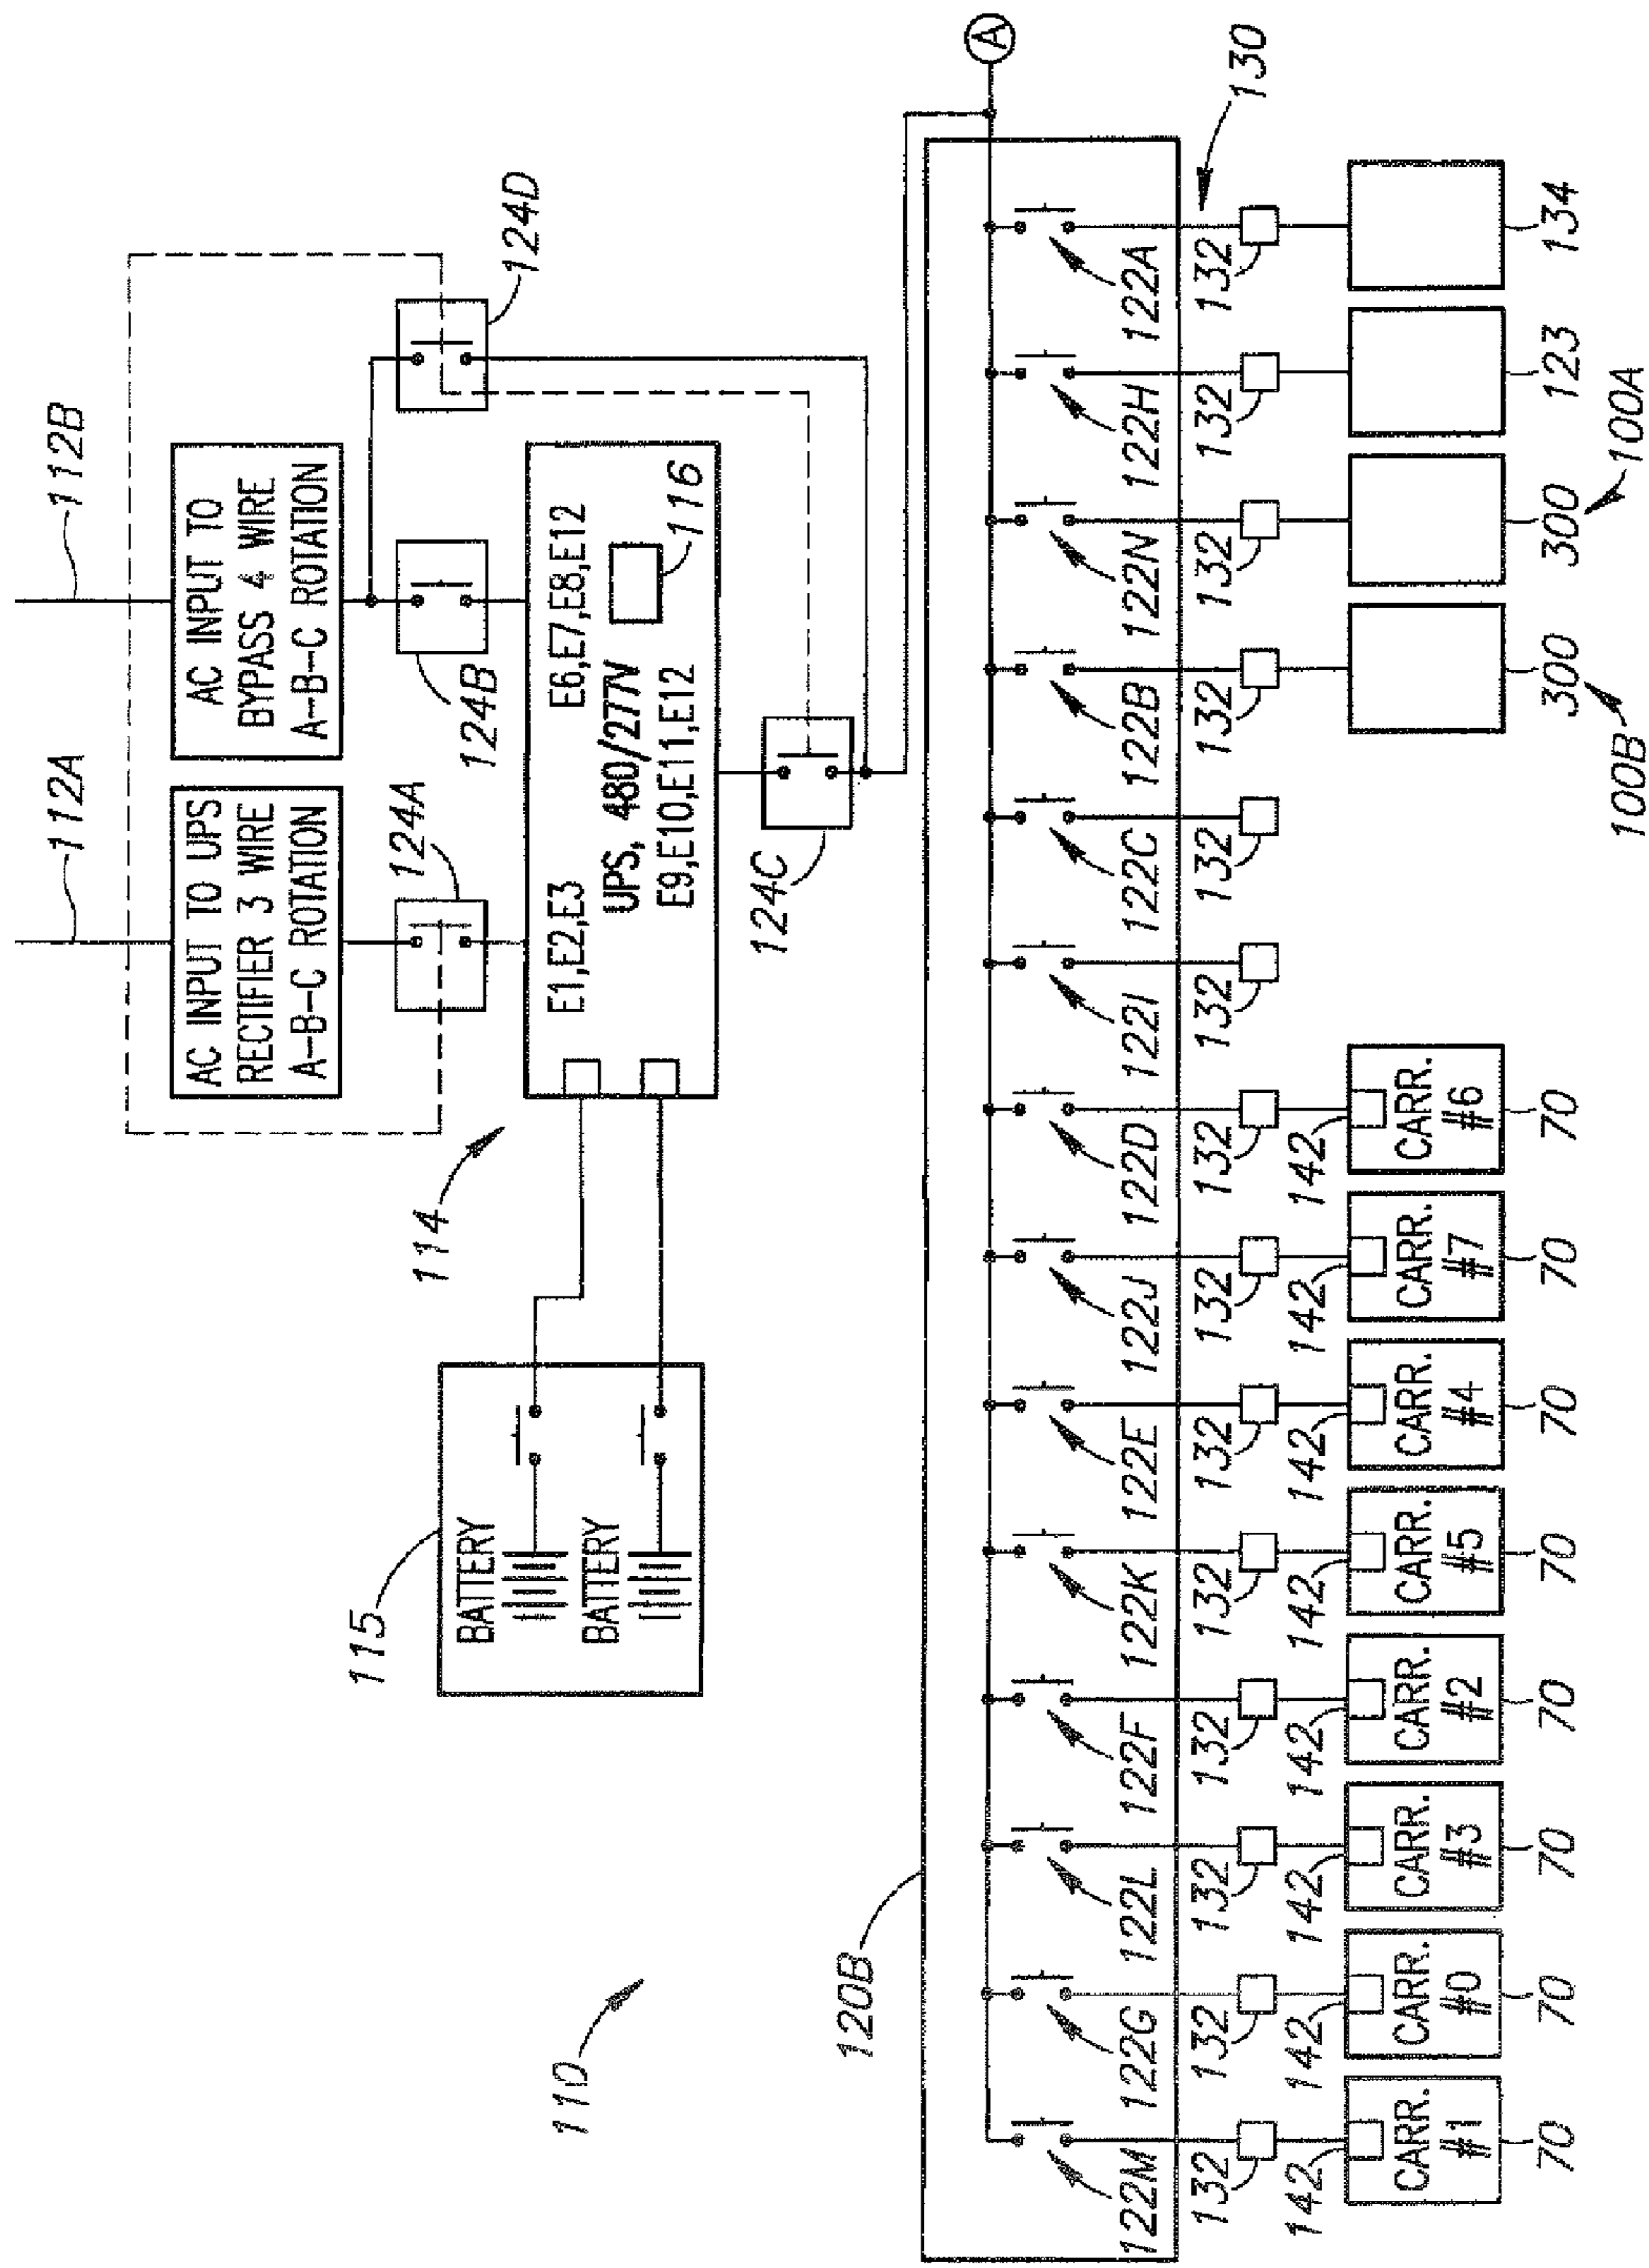 112A
112B
AC INPUT TO UPS
RECTIFIER 3 WIRE
A-B-C ROTATION
AC INPUT TO
BYPASS 4 WIRE
A-B-C ROTATION
124A
124B
124D
114
E1,E2,E3
E6,E7,E8,E12
UPS, 480/277V
E9,E10,E11,E12
116
115
BATTERY
BATTERY
124C
110
120B
A
122M
122G
122L
122F
122K
122E
122J
122D
122I
122C
122B
122N
122H
122A
130
132
132
132
132
132
132
132
132
132
132
132
132
132
132
142
142
142
142
142
142
142
142
CARR.
#1
CARR.
#0
CARR.
#3
CARR.
#2
CARR.
#5
CARR.
#4
CARR.
#7
CARR.
#6
70
70
70
70
70
70
70
70
300
300
123
134
100B
100A